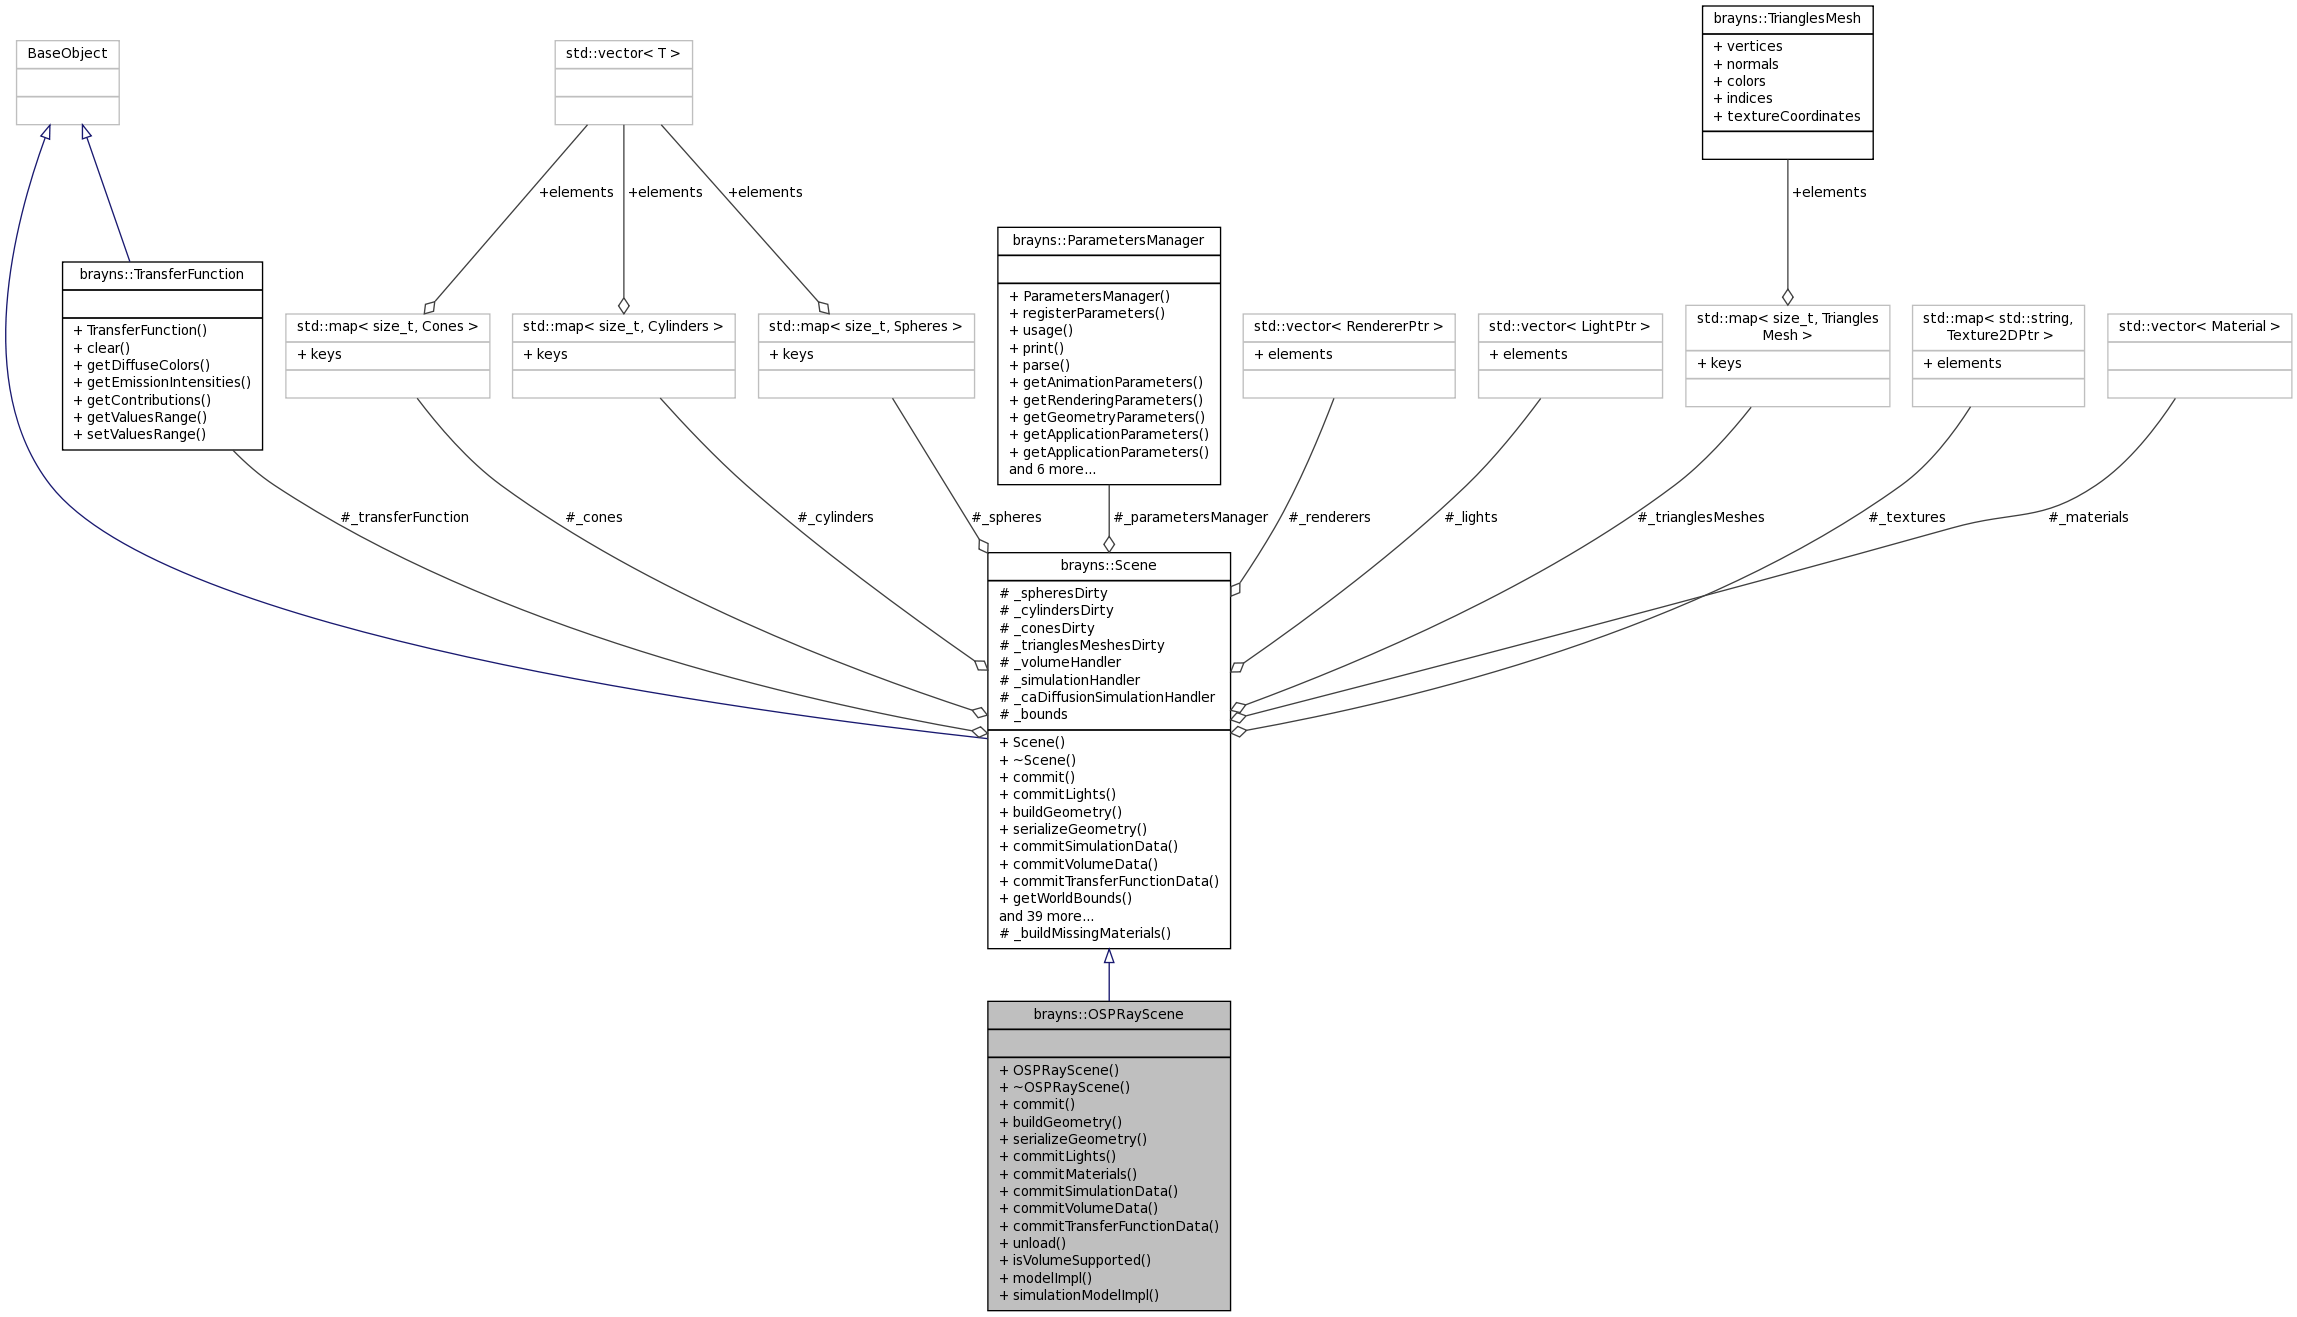 brayns::TrianglesMesh
+ vertices
+ normals
+ colors
+ indices
+ textureCoordinates
BaseObject
std::vector< T >
+elements
+elements
+elements
+elements
brayns::TransferFunction
+ TransferFunction()
+ clear()
+ getDiffuseColors()
+ getEmissionIntensities()
+ getContributions()
+ getValuesRange()
+ setValuesRange()
std::map< size_t, Cones >
+ keys
std::map< size_t, Cylinders >
+ keys
std::map< size_t, Spheres >
+ keys
brayns::ParametersManager
+ ParametersManager()
+ registerParameters()
+ usage()
+ print()
+ parse()
+ getAnimationParameters()
+ getRenderingParameters()
+ getGeometryParameters()
+ getApplicationParameters()
+ getApplicationParameters()
and 6 more...
std::vector< RendererPtr >
+ elements
std::vector< LightPtr >
+ elements
std::map< size_t, Triangles
Mesh >
+ keys
std::map< std::string,
Texture2DPtr >
+ elements
std::vector< Material >
#_transferFunction
#_cones
#_cylinders
#_spheres
#_parametersManager
#_renderers
#_lights
#_trianglesMeshes
#_textures
#_materials
brayns::Scene
# _spheresDirty
# _cylindersDirty
# _conesDirty
# _trianglesMeshesDirty
# _volumeHandler
# _simulationHandler
# _caDiffusionSimulationHandler
# _bounds
+ Scene()
+ ~Scene()
+ commit()
+ commitLights()
+ buildGeometry()
+ serializeGeometry()
+ commitSimulationData()
+ commitVolumeData()
+ commitTransferFunctionData()
+ getWorldBounds()
and 39 more...
# _buildMissingMaterials()
brayns::OSPRayScene
+ OSPRayScene()
+ ~OSPRayScene()
+ commit()
+ buildGeometry()
+ serializeGeometry()
+ commitLights()
+ commitMaterials()
+ commitSimulationData()
+ commitVolumeData()
+ commitTransferFunctionData()
+ unload()
+ isVolumeSupported()
+ modelImpl()
+ simulationModelImpl()